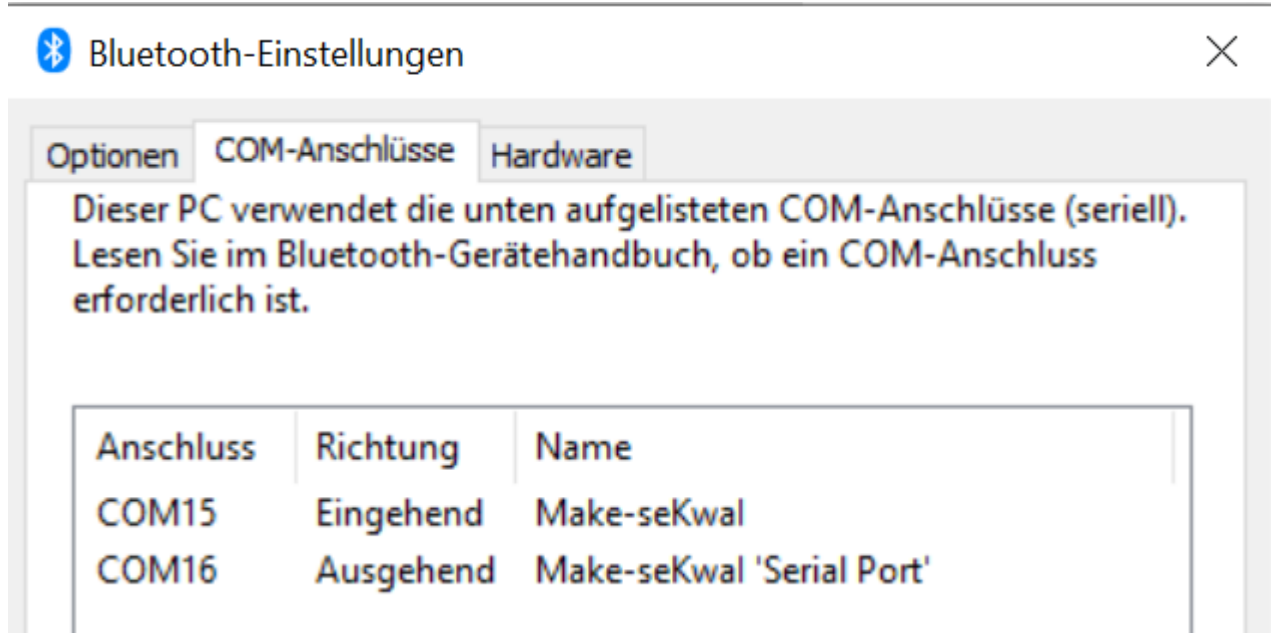 Bluetooth-Einstellungen
Optionen COM-Anschlüsse Hardware
Dieser PC verwendet die unten aufgelisteten COM-Anschlüsse (seriell).
Lesen Sie im Bluetooth-Gerätehandbuch, ob ein COM-Anschluss
erforderlich ist.
Anschluss Richtung Name
COM15 Eingehend Make-seKwal
COM16 Ausgehend Make-seKwal 'Serial Port'